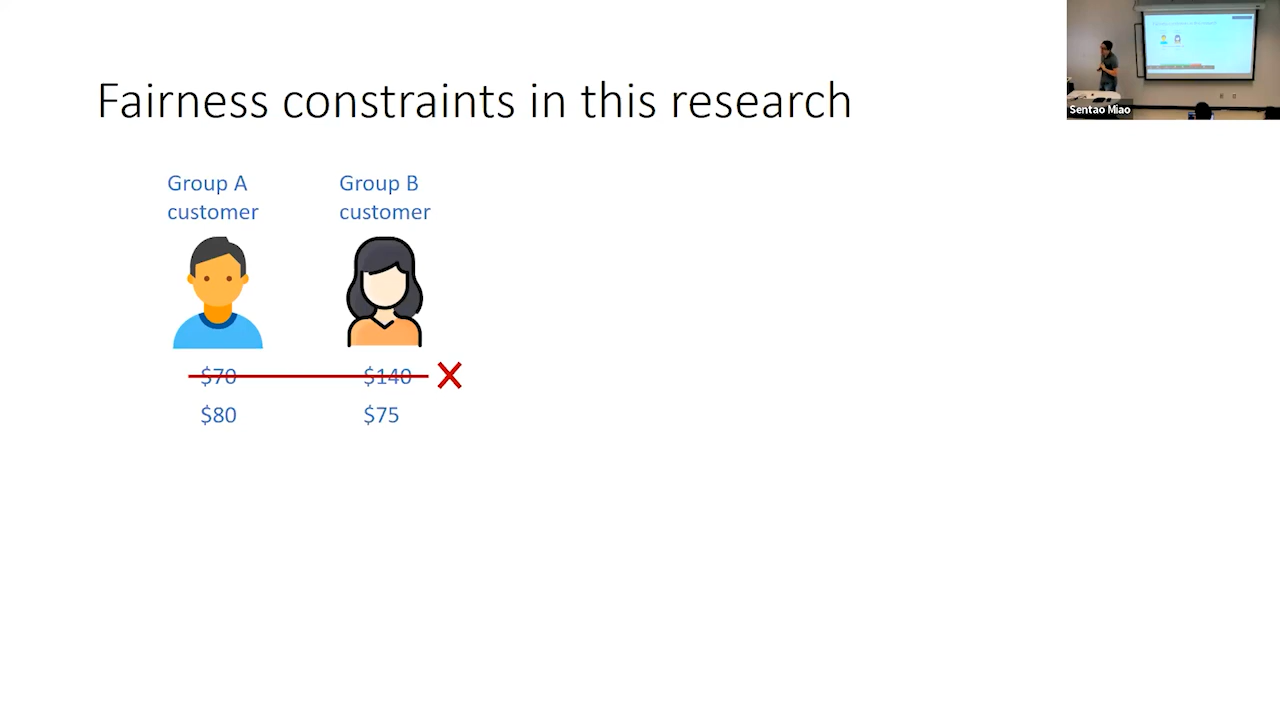 Fairness constraints in this research
Sentao Miao
Group A
customer
Group B
customer
$70
$140
$80
$75